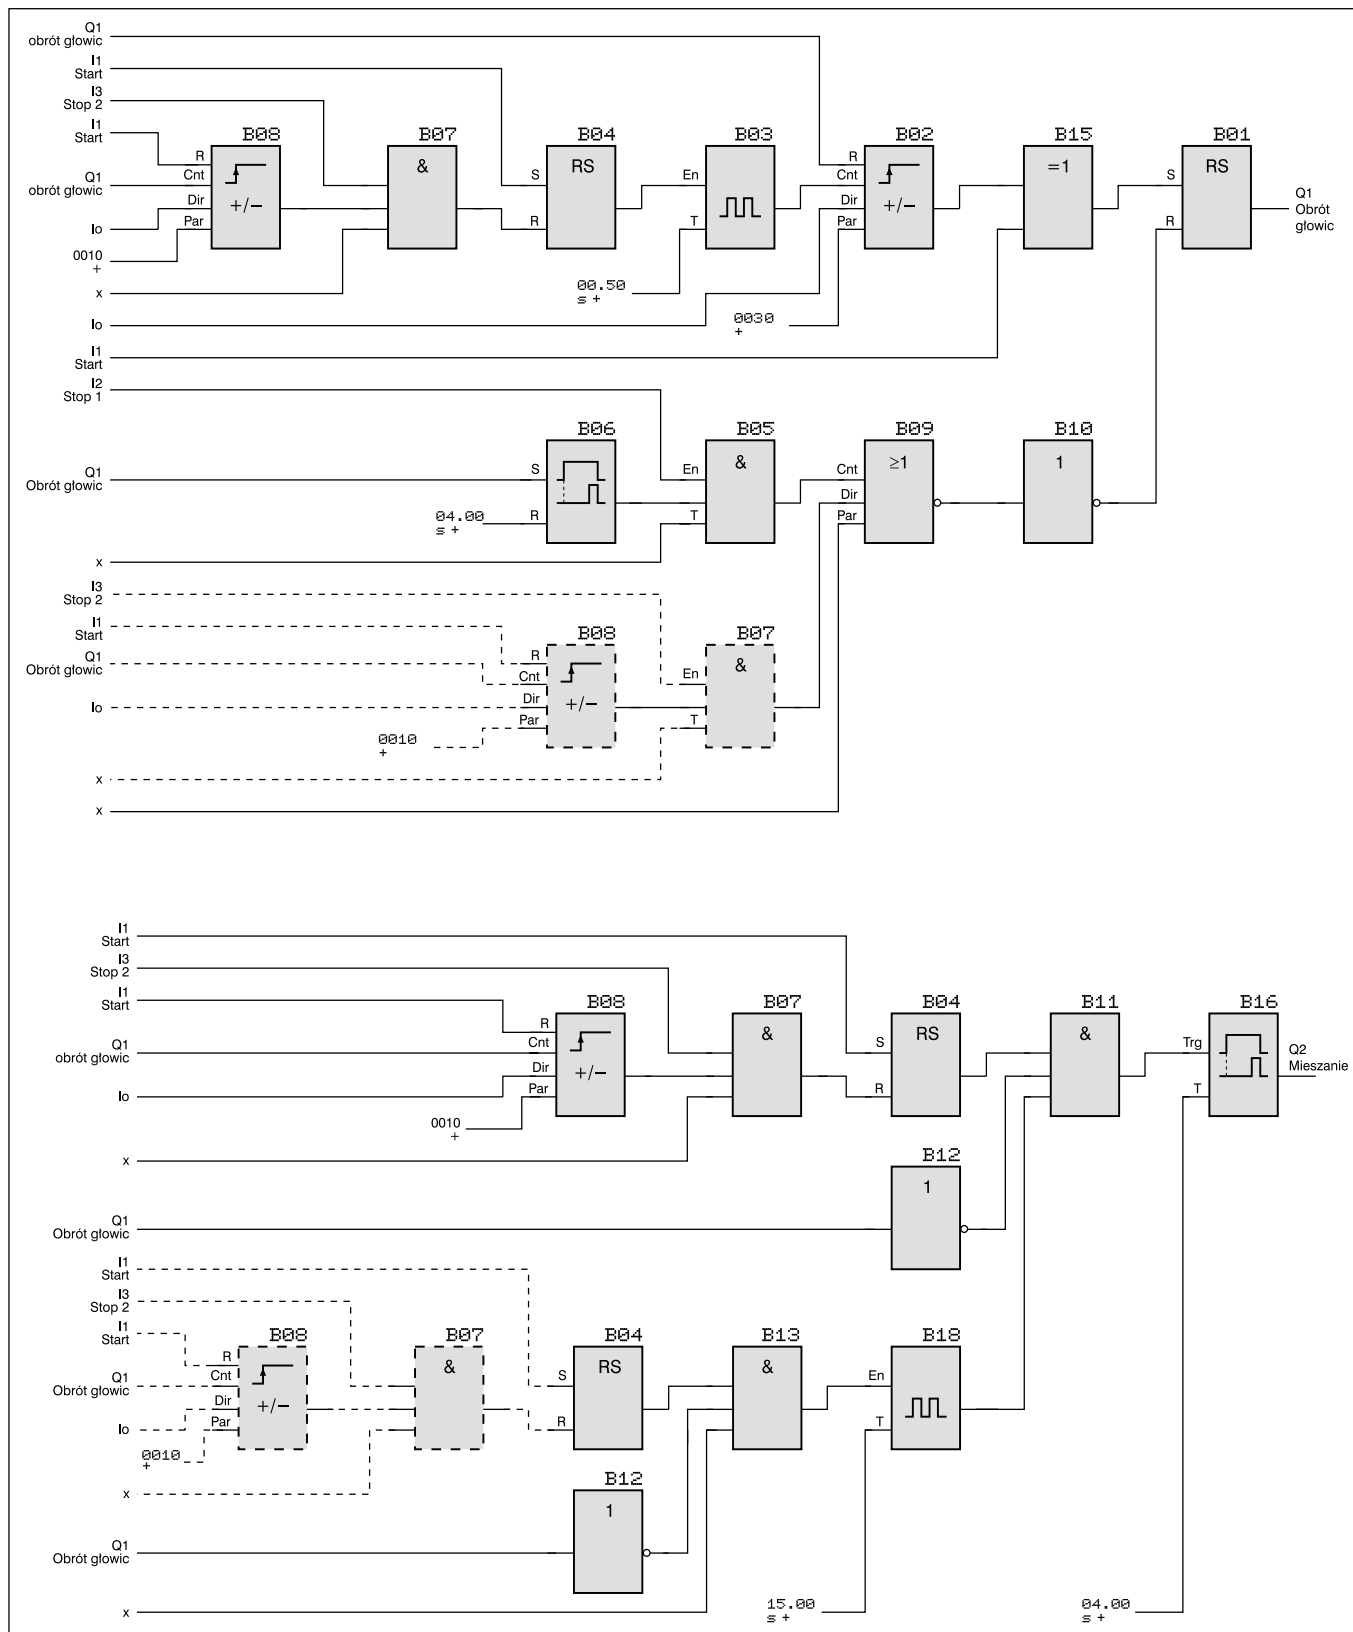 Q1
obrót głowic
I1
Start
I3
Stop 2
I1
Start
Q1
obrót głowic
Io
0010
+
x
Io
I1
Start
B08
R
Cnt
Dir
Par
+/−
B07
&
B04
S
R
RS
B03
En
T
00.50
s +
B02
R
Cnt
Dir
Par
+/−
0030
+
B15
=1
B01
S
R
RS
Q1
Obrót
głowic
I2
Stop 1
Q1
Obrót głowic
x
B06
S
R
04.00
s +
B05
En
T
&
B09
Cnt
Dir
Par
≥1
B10
1
I3
Stop 2
I1
Start
Q1
Obrót głowic
Io
0010
+
x
x
B08
R
Cnt
Dir
Par
+/−
B07
En
T
&
I1
Start
I3
Stop 2
I1
Start
Q1
obrót głowic
Io
0010
+
x
B08
R
Cnt
Dir
Par
+/−
B07
&
B04
S
R
RS
B11
&
B16
Trg
T
Q2
Mieszanie
B12
1
Q1
Obrót głowic
I1
Start
I3
Stop 2
I1
Start
Q1
Obrót głowic
Io
0010
+
x
B08
R
Cnt
Dir
Par
+/−
B07
&
B04
S
R
RS
B13
&
B18
En
T
B12
1
Q1
Obrót głowic
x
15.00
s +
04.00
s +